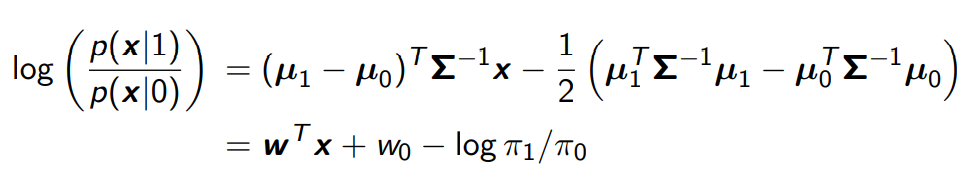 log ( p(x|1) / p(x|0) ) = (μ₁ − μ₀)ᵀ Σ⁻¹ x − 1/2 ( μ₁ᵀ Σ⁻¹ μ₁ − μ₀ᵀ Σ⁻¹ μ₀ )
= wᵀ x + w₀ − log π₁/π₀